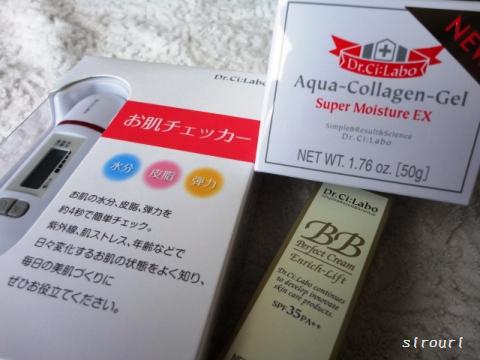 Dr.Ci:Labo
お肌チェッカー
水分 皮脂 弾力
お肌の水分、皮脂、弾力を
約4秒で簡単チェック。
紫外線、肌ストレス、年齢などで
日々変化するお肌の状態をよく知り、
毎日の美肌づくりに
ぜひお役立てください。
NEW
Dr.Ci:Labo
Aqua-Collagen-Gel
Super Moisture EX
Simple&Result&Science
Dr.Ci:Labo
NET WT. 1.76 oz. [50g]
Dr.Ci:Labo
BB
Perfect Cream
Enrich-Lift
Dr.Ci:Labo continues
to develop innovate
skin care products.
SPF35PA++
sirouri